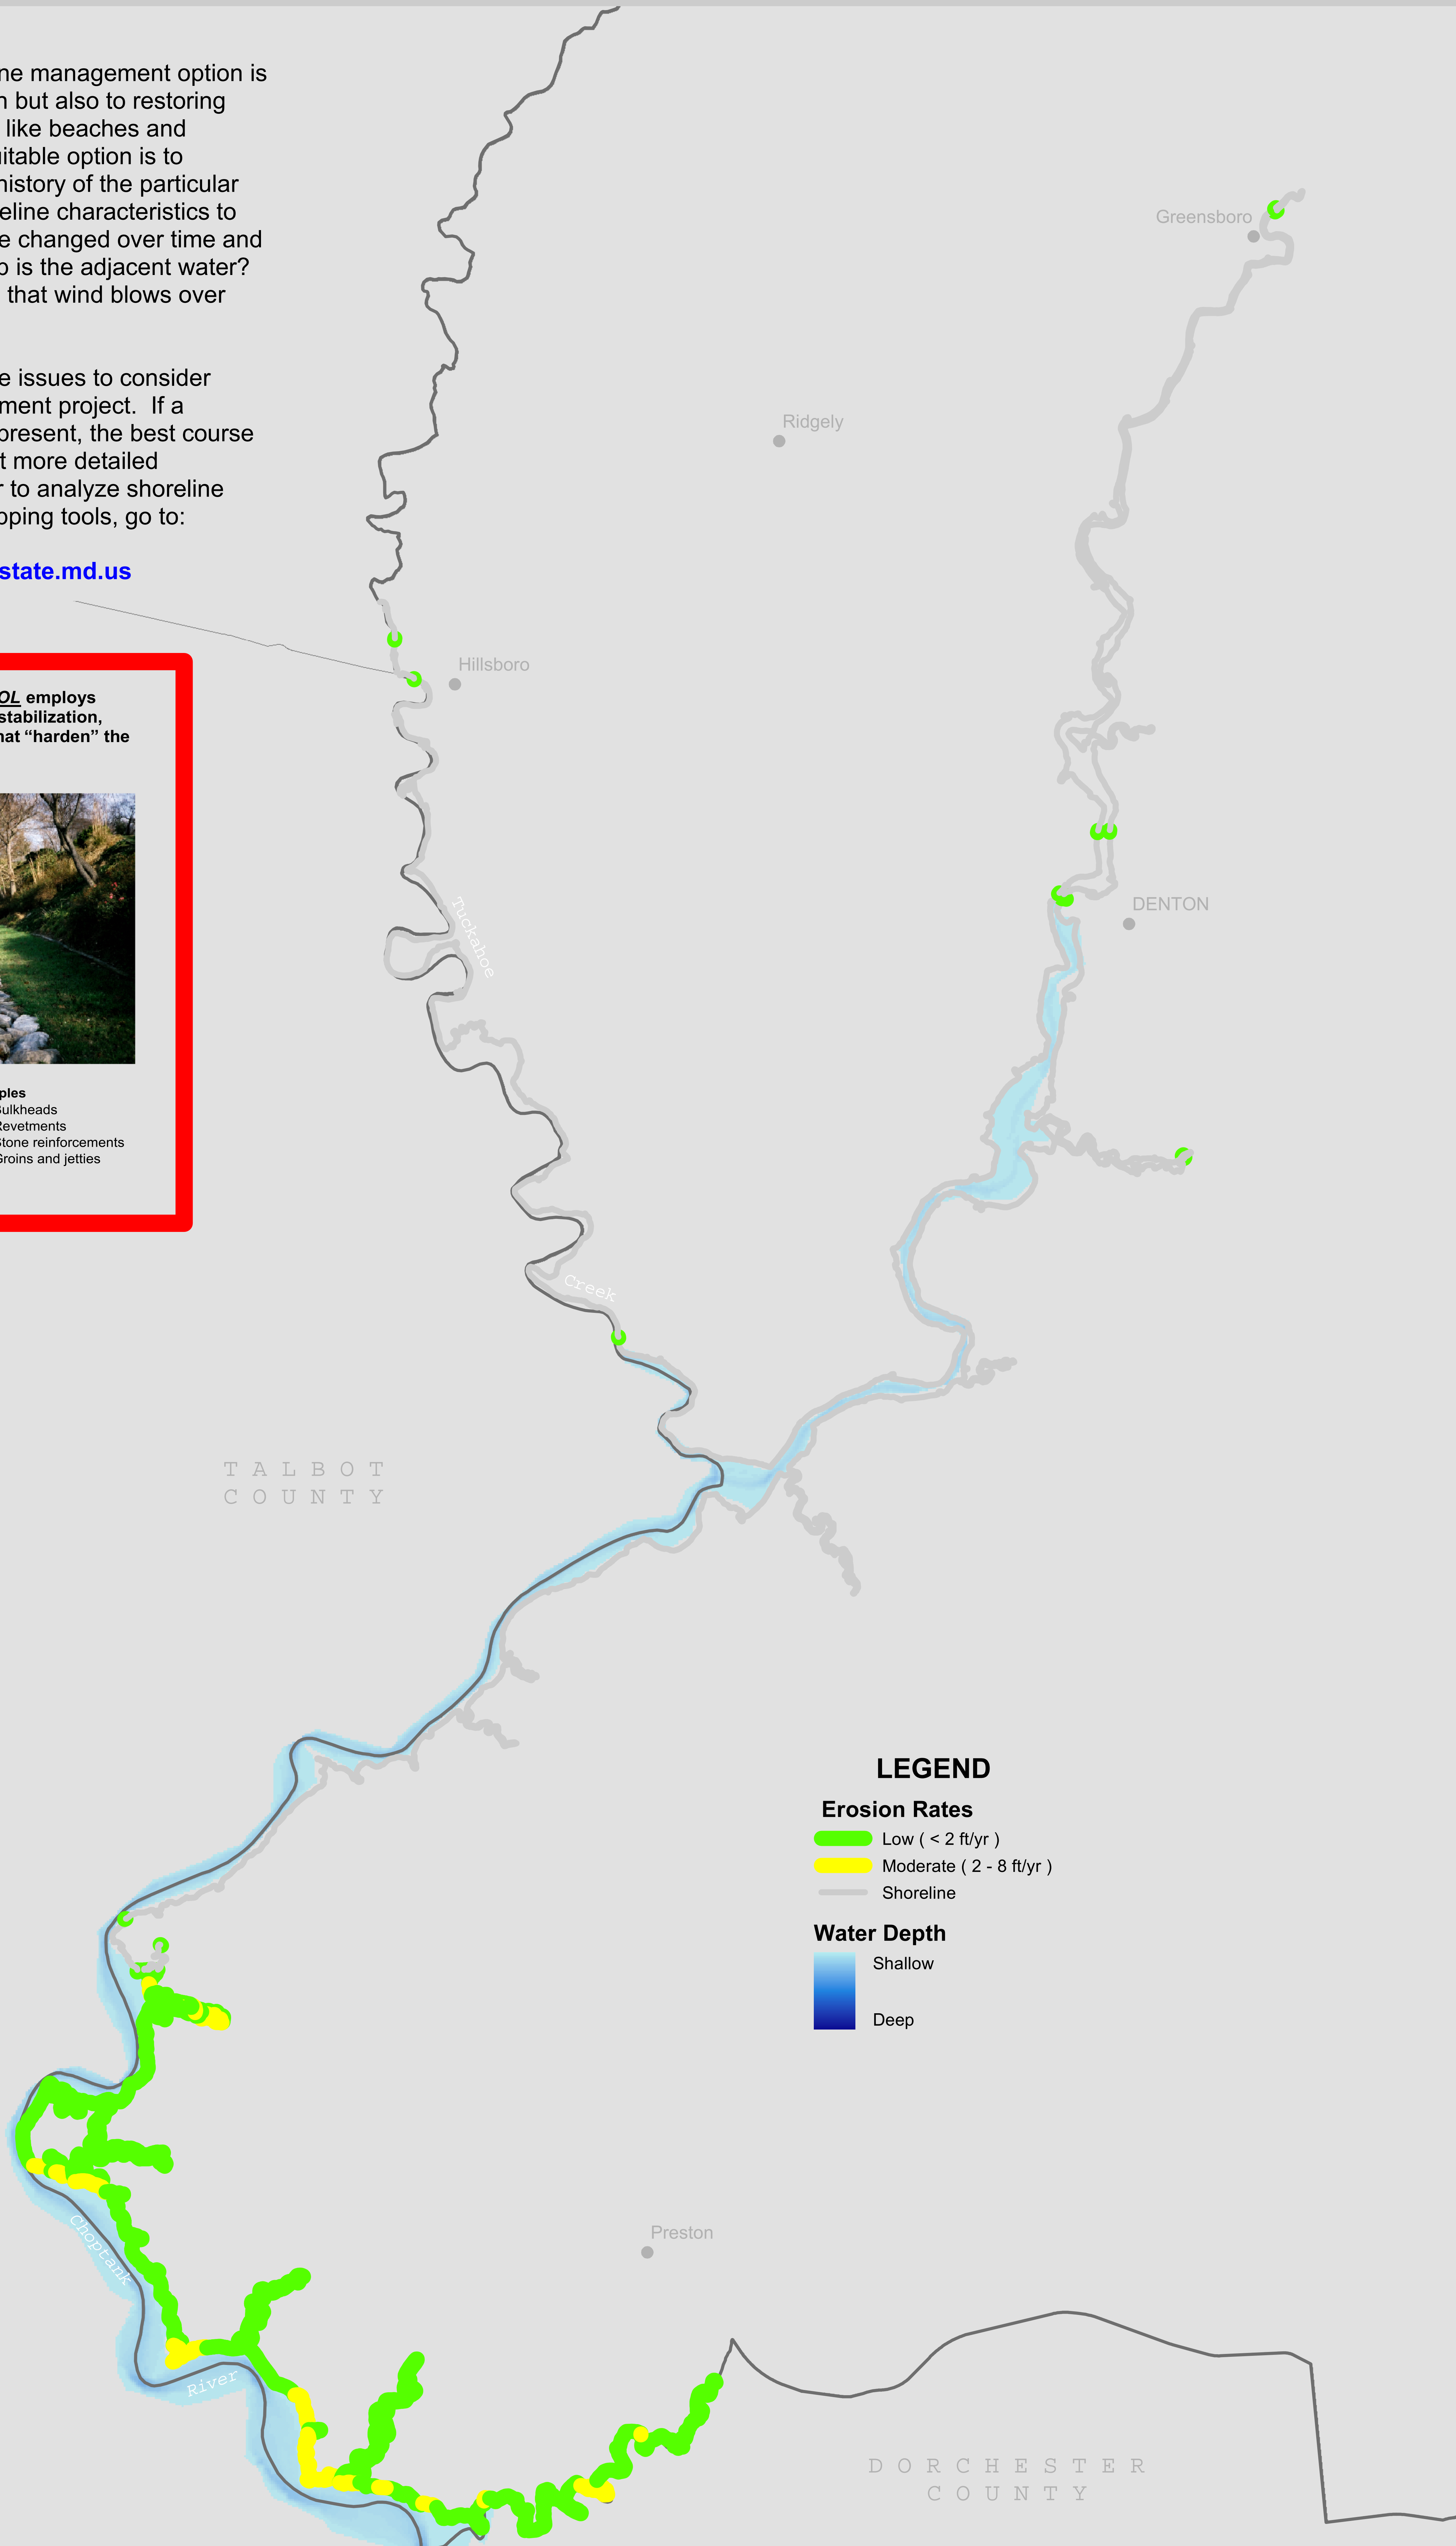 ne management option is
n but also to restoring
like beaches and
uitable option is to
history of the particular
eline characteristics to
e changed over time and
p is the adjacent water?
that wind blows over
e issues to consider
ment project.  If a
present, the best course
t more detailed
r to analyze shoreline
pping tools, go to:
state.md.us
OL employs
stabilization,
hat “harden” the
ples
Bulkheads
Revetments
Stone reinforcements
Groins and jetties
Greensboro
Ridgely
Hillsboro
DENTON
Tuckahoe
Creek
TALBOT
COUNTY
LEGEND
Erosion Rates
Low ( < 2 ft/yr )
Moderate ( 2 - 8 ft/yr )
Shoreline
Water Depth
Shallow
Deep
Choptank
River
Preston
DORCHESTER
COUNTY